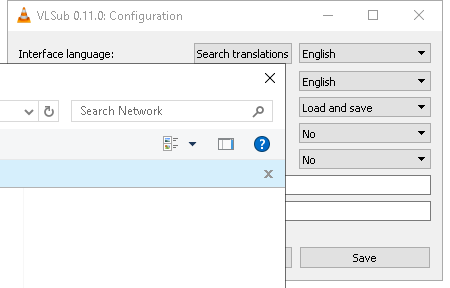 VLSub 0.11.0: Configuration
Interface language:
Search translations
English
English
Search Network
Load and save
No
?
No
x
Save